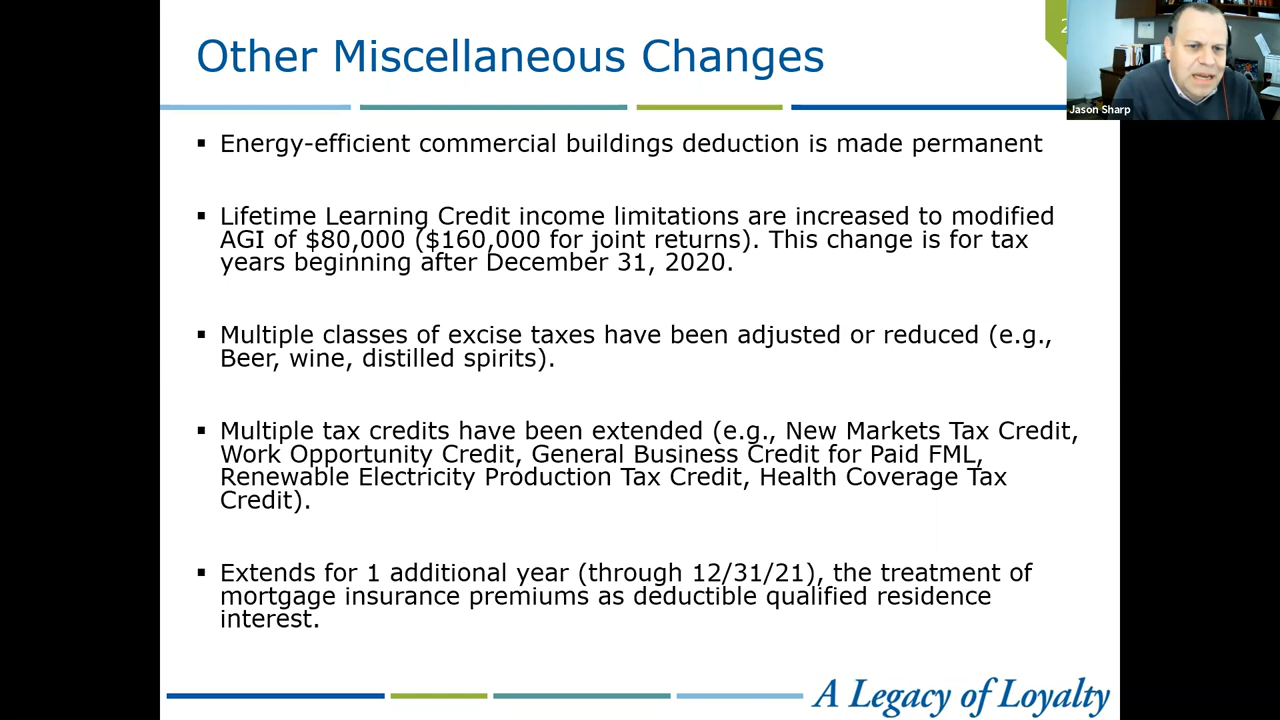 Other Miscellaneous Changes
2
Jason Sharp
▪ Energy-efficient commercial buildings deduction is made permanent
▪ Lifetime Learning Credit income limitations are increased to modified
AGI of $80,000 ($160,000 for joint returns). This change is for tax
years beginning after December 31, 2020.
▪ Multiple classes of excise taxes have been adjusted or reduced (e.g.,
Beer, wine, distilled spirits).
▪ Multiple tax credits have been extended (e.g., New Markets Tax Credit,
Work Opportunity Credit, General Business Credit for Paid FML,
Renewable Electricity Production Tax Credit, Health Coverage Tax
Credit).
▪ Extends for 1 additional year (through 12/31/21), the treatment of
mortgage insurance premiums as deductible qualified residence
interest.
A Legacy of Loyalty